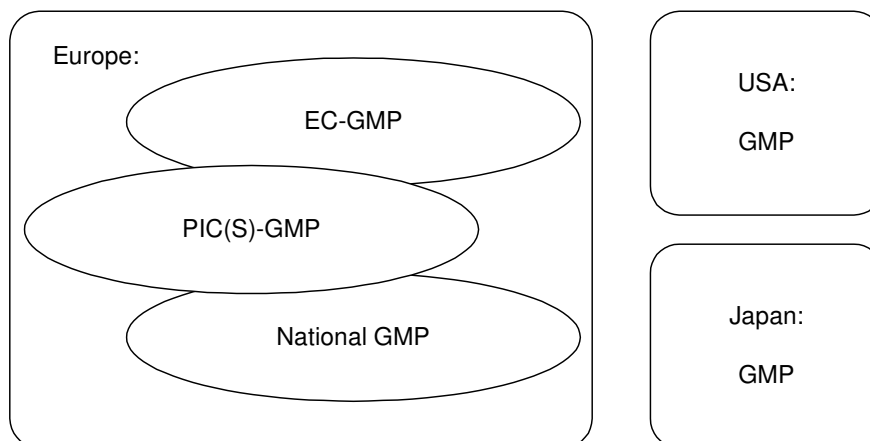 Europe:
EC-GMP
PIC(S)-GMP
National GMP
USA:
GMP
Japan:
GMP